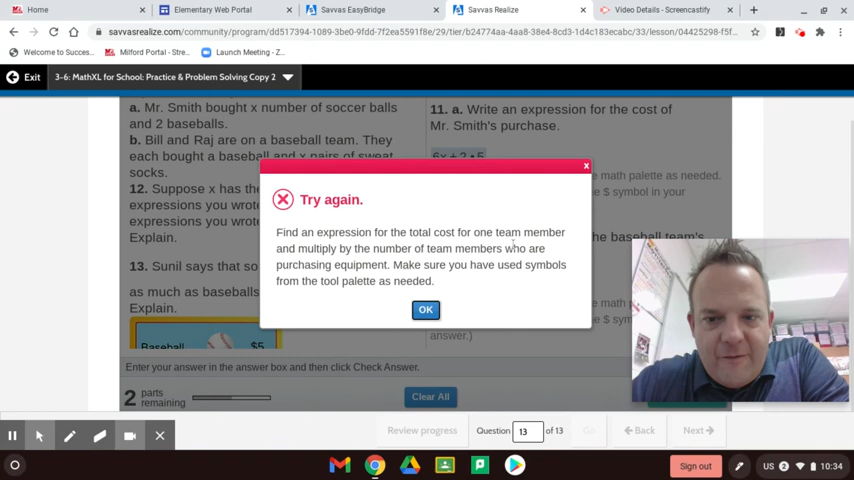 Home
Elementary Web Portal
Savvas EasyBridge
Savvas Realize
Video Details - Screencastify
savvasrealize.com/community/program/dd517394-1089-3be0-9fdd-7f2ea5591f8e/29/tier/b24774aa-aa8-38e4-8cd3-1d4c183ecabc/33/lesson/04425298-f5f...
Welcome to Succes...
Milford Portal - Stre...
Launch Meeting - Z...
Exit
3-6: MathXL for School: Practice & Problem Solving Copy 2
a. Mr. Smith bought x number of soccer balls
and 2 baseballs.
b. Bill and Raj are on a baseball team. They
each bought a baseball and x pairs of sweat
socks.
12. Suppose x has the
expressions you wrote
expressions you wrote
Explain.
13. Sunil says that so
as much as baseballs
Explain.
Baseball $5
11. a. Write an expression for the cost of
Mr. Smith's purchase.
6x + 2 • 5
math palette as needed.
e $ symbol in your
he baseball team's
math p
e $ sy
answer.)
x
Try again.
Find an expression for the total cost for one team member
and multiply by the number of team members who are
purchasing equipment. Make sure you have used symbols
from the tool palette as needed.
OK
Enter your answer in the answer box and then click Check Answer.
2 parts
remaining
Clear All
Review progress
Question 13 of 13
Go
Back
Next
Sign out
US 2 10:34